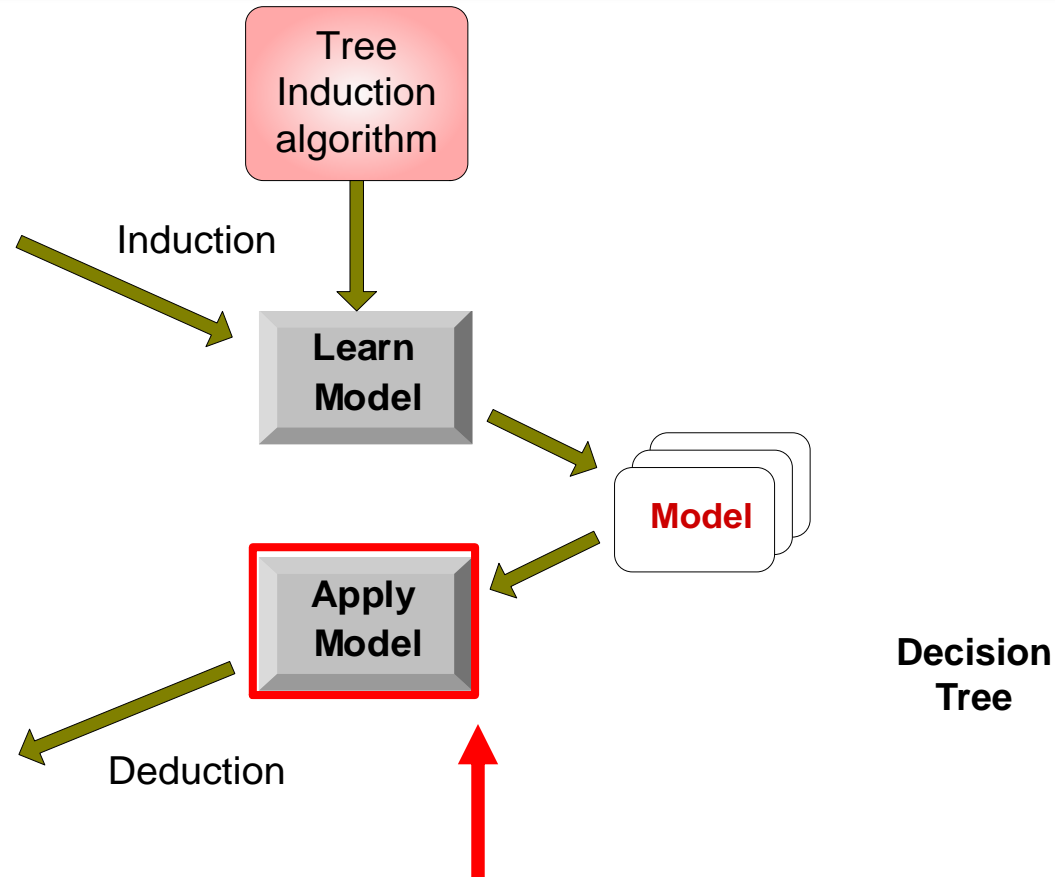 Tree
Induction
algorithm
Induction
Learn
Model
Model
Apply
Model
Decision
Tree
Deduction